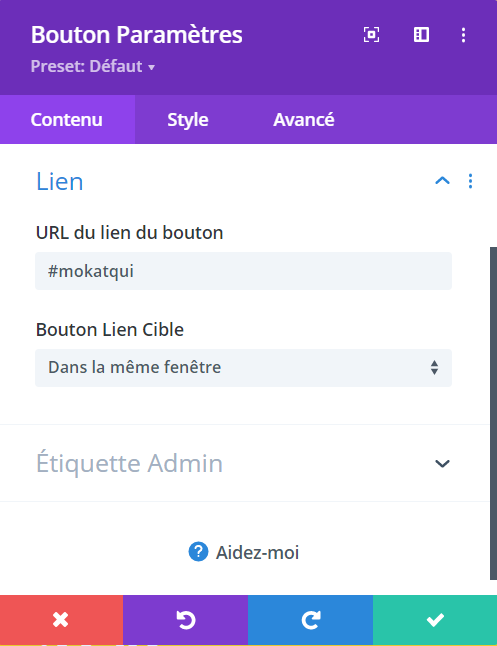 Bouton Paramètres
Preset: Défaut
Contenu Style Avancé
Lien
URL du lien du bouton
#mokatqui
Bouton Lien Cible
Dans la même fenêtre
Étiquette Admin
? Aidez-moi